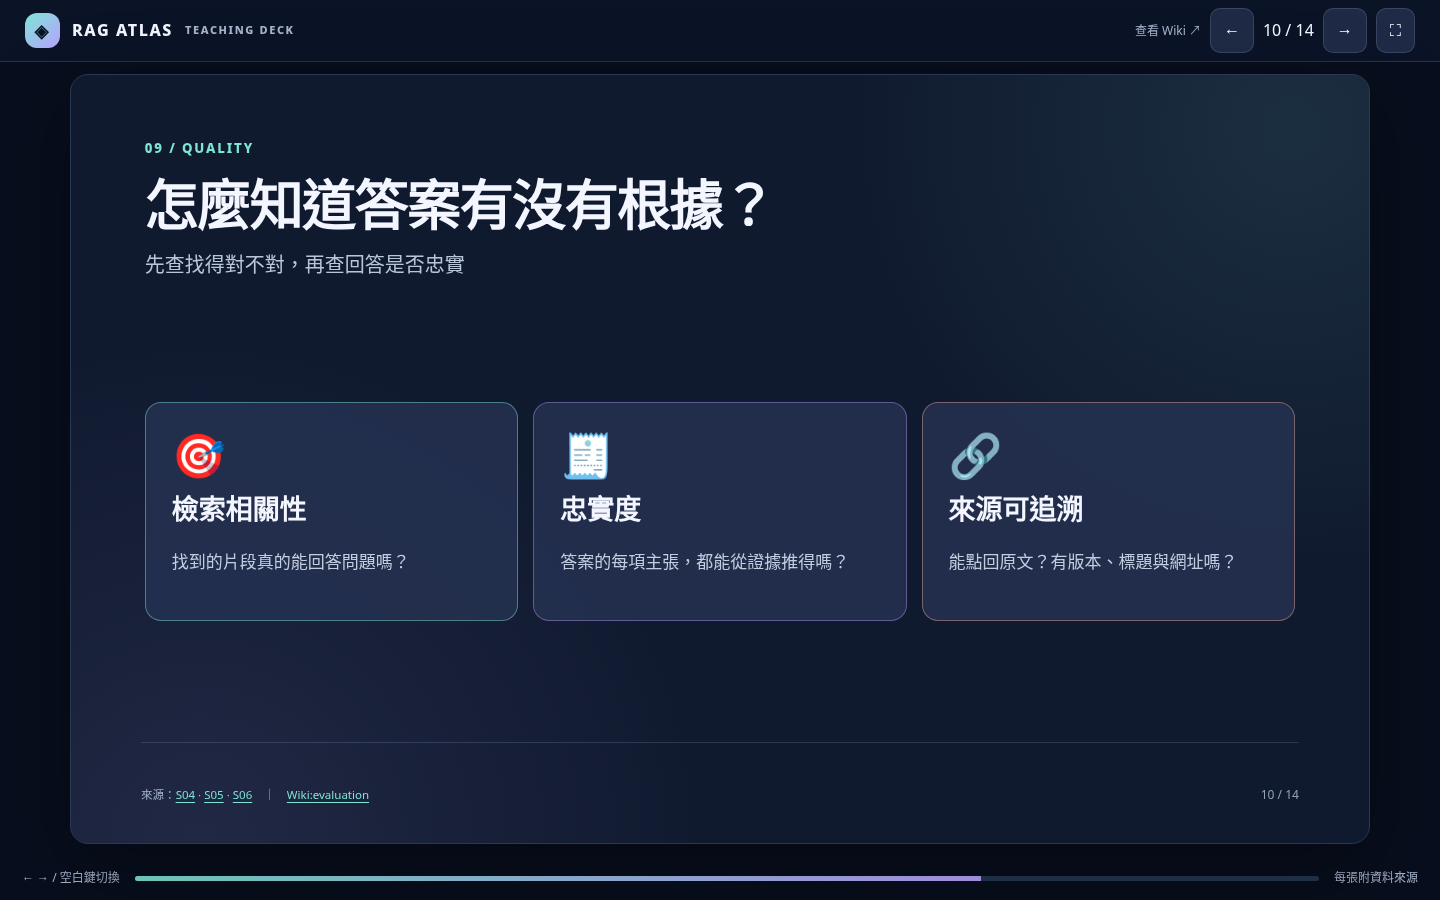 RAG ATLAS TEACHING DECK
查看 Wiki ↗ ← 10 / 14 →
09 / QUALITY
怎麼知道答案有沒有根據？
先查找得對不對，再查回答是否忠實
檢索相關性
找到的片段真的能回答問題嗎？
忠實度
答案的每項主張，都能從證據推得嗎？
來源可追溯
能點回原文？有版本、標題與網址嗎？
來源：S04 · S05 · S06 | Wiki:evaluation
10 / 14
← → / 空白鍵切換
每張附資料來源